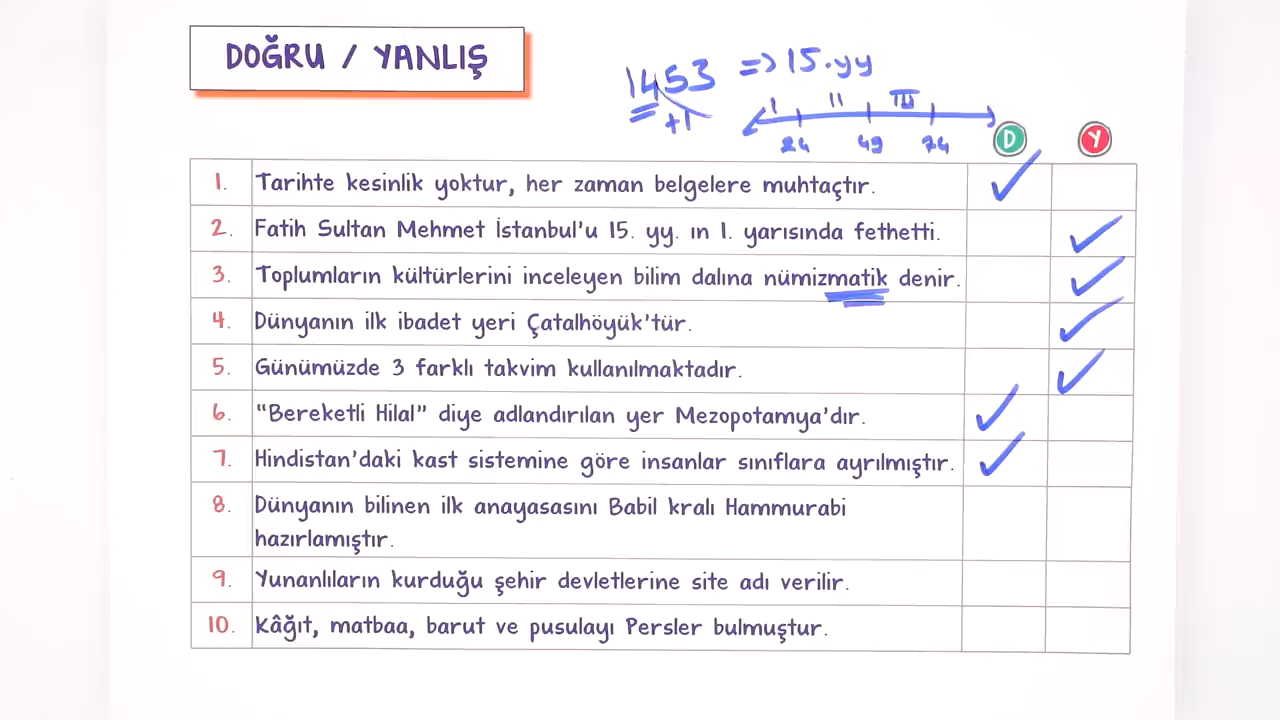 DOĞRU / YANLIŞ
1453 => 15.yy
+1
I II III
24 49 74
D Y
1. Tarihte kesinlik yoktur, her zaman belgelere muhtaçtır. ✓
2. Fatih Sultan Mehmet İstanbul'u 15. yy. ın 1. yarısında fethetti. ✓
3. Toplumların kültürlerini inceleyen bilim dalına nümizmatik denir. ✓
4. Dünyanın ilk ibadet yeri Çatalhöyük'tür. ✓
5. Günümüzde 3 farklı takvim kullanılmaktadır. ✓
6. "Bereketli Hilal" diye adlandırılan yer Mezopotamya'dır. ✓
7. Hindistan'daki kast sistemine göre insanlar sınıflara ayrılmıştır. ✓
8. Dünyanın bilinen ilk anayasasını Babil kralı Hammurabi
hazırlamıştır.
9. Yunanlıların kurduğu şehir devletlerine site adı verilir.
10. Kâğıt, matbaa, barut ve pusulayı Persler bulmuştur.